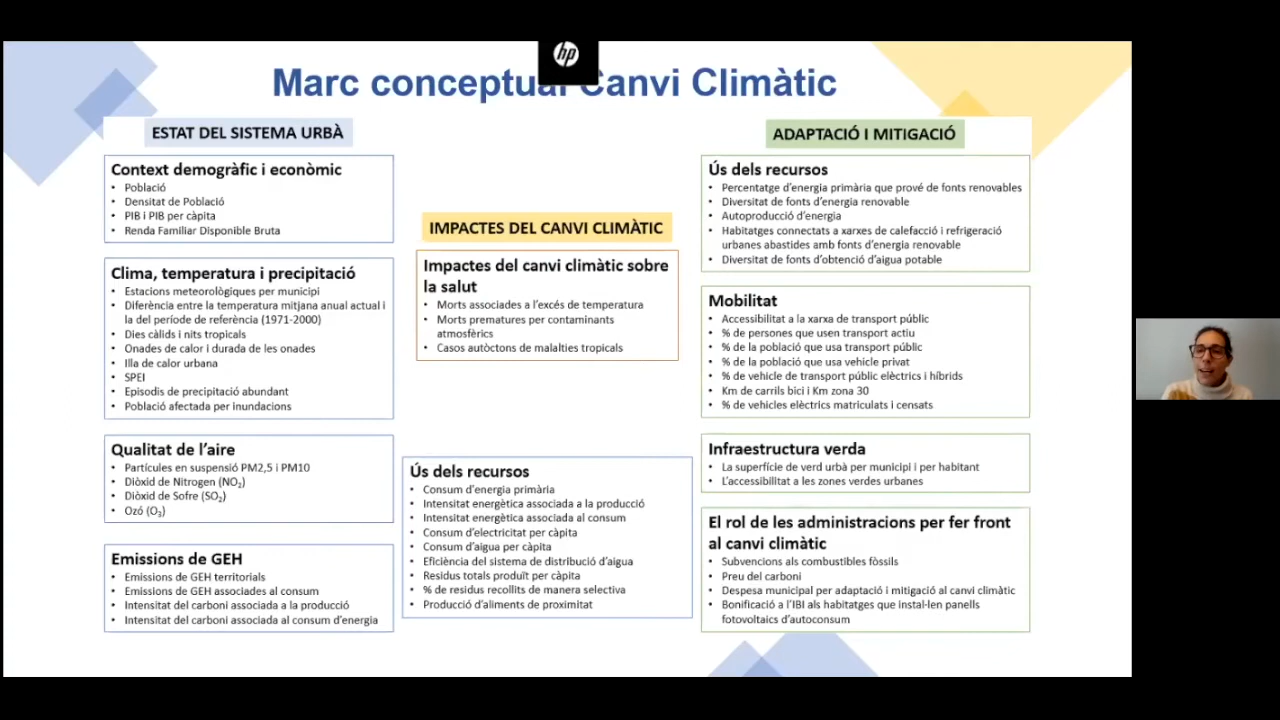 hp
Marc conceptual Canvi Climàtic
ESTAT DEL SISTEMA URBÀ
Context demogràfic i econòmic
• Població
• Densitat de Població
• PIB i PIB per càpita
• Renda Familiar Disponible Bruta
Clima, temperatura i precipitació
• Estacions meteorològiques per municipi
• Diferència entre la temperatura mitjana anual actual i
la del període de referència (1971-2000)
• Dies càlids i nits tropicals
• Onades de calor i durada de les onades
• Illa de calor urbana
• SPEI
• Episodis de precipitació abundant
• Població afectada per inundacions
Qualitat de l’aire
• Partícules en suspensió PM2,5 i PM10
• Diòxid de Nitrogen (NO₂)
• Diòxid de Sofre (SO₂)
• Ozó (O₃)
Emissions de GEH
• Emissions de GEH territorials
• Emissions de GEH associades al consum
• Intensitat del carboni associada a la producció
• Intensitat del carboni associada al consum d’energia
IMPACTES DEL CANVI CLIMÀTIC
Impactes del canvi climàtic sobre
la salut
• Morts associades a l’excés de temperatura
• Morts prematures per contaminants
atmosfèrics
• Casos autòctons de malalties tropicals
Ús dels recursos
• Consum d’energia primària
• Intensitat energètica associada a la producció
• Intensitat energètica associada al consum
• Consum d’electricitat per càpita
• Consum d’aigua per càpita
• Eficiència del sistema de distribució d’aigua
• Residus totals produït per càpita
• % de residus recollits de manera selectiva
• Producció d’aliments de proximitat
ADAPTACIÓ I MITIGACIÓ
Ús dels recursos
• Percentatge d’energia primària que prové de fonts renovables
• Diversitat de fonts d’energia renovable
• Autoproducció d’energia
• Habitatges connectats a xarxes de calefacció i refrigeració
urbanes abastides amb fonts d’energia renovable
• Diversitat de fonts d’obtenció d’aigua potable
Mobilitat
• Accessibilitat a la xarxa de transport públic
• % de persones que usen transport actiu
• % de la població que usa transport públic
• % de la població que usa vehicle privat
• % de vehicle de transport públic elèctrics i híbrids
• Km de carrils bici i Km zona 30
• % de vehicles elèctrics matriculats i censats
Infraestructura verda
• La superfície de verd urbà per municipi i per habitant
• L’accessibilitat a les zones verdes urbanes
El rol de les administracions per fer front
al canvi climàtic
• Subvencions als combustibles fòssils
• Preu del carboni
• Despesa municipal per adaptació i mitigació al canvi climàtic
• Bonificació a l’IBI als habitatges que instal·len panells
fotovoltaics d’autoconsum